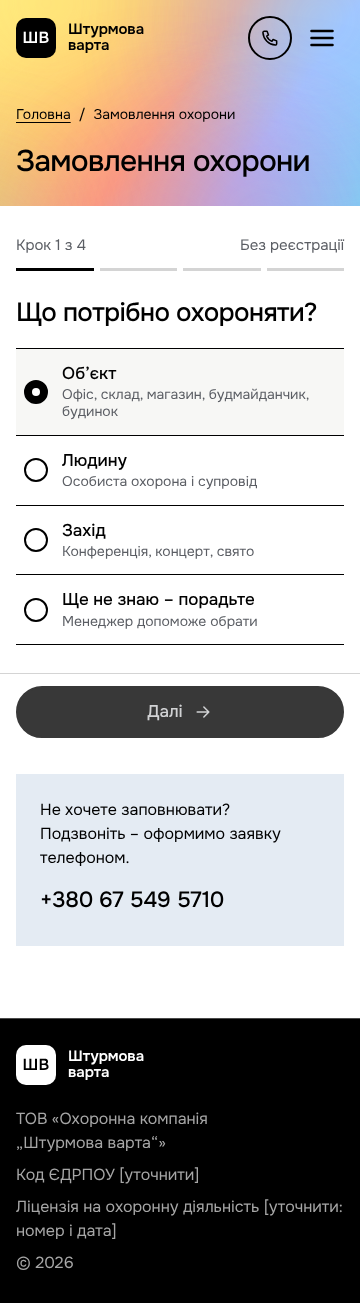 ШВ
Штурмова
варта
Головна / Замовлення охорони
Замовлення охорони
Крок 1 з 4
Без реєстрації
Що потрібно охороняти?
Об’єкт
Офіс, склад, магазин, будмайданчик,
будинок
Людину
Особиста охорона і супровід
Захід
Конференція, концерт, свято
Ще не знаю – порадьте
Менеджер допоможе обрати
Далі →
Не хочете заповнювати?
Подзвоніть – оформимо заявку
телефоном.
+380 67 549 5710
ШВ
Штурмова
варта
ТОВ «Охоронна компанія
„Штурмова варта“»
Код ЄДРПОУ [уточнити]
Ліцензія на охоронну діяльність [уточнити:
номер і дата]
© 2026